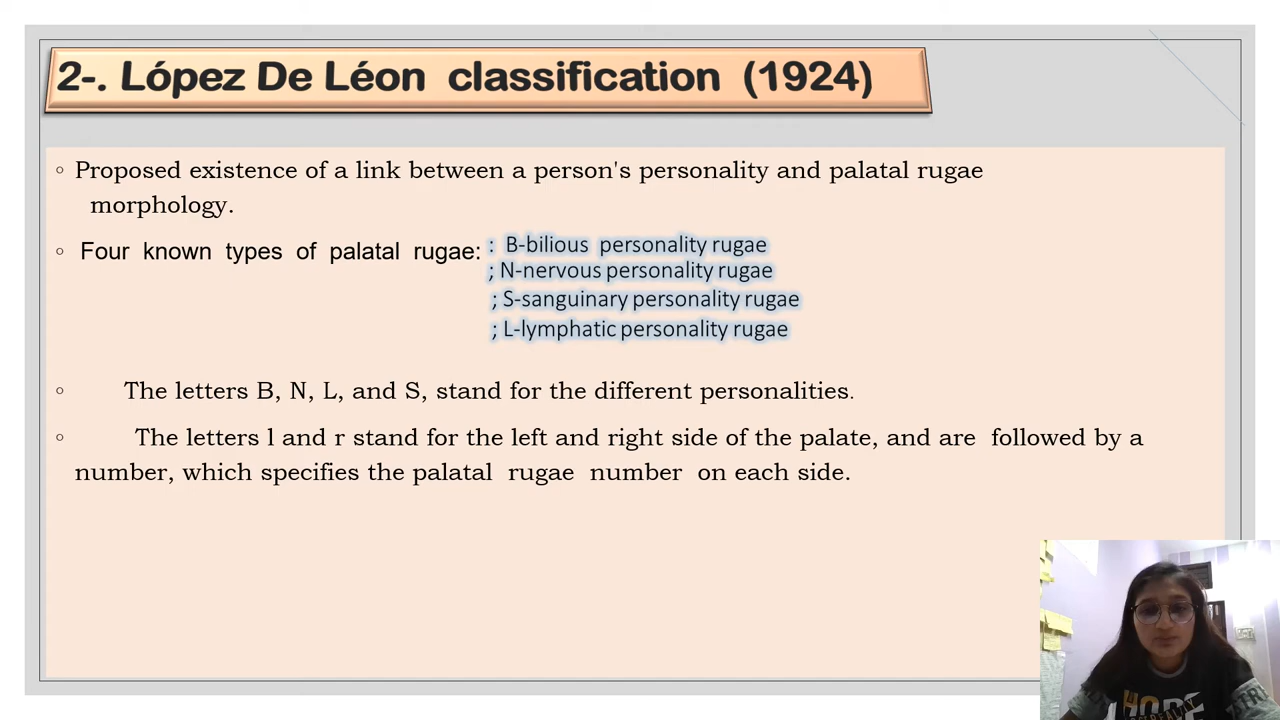 2-. López De Léon classification (1924)
◦ Proposed existence of a link between a person's personality and palatal rugae
morphology.
◦ Four known types of palatal rugae: : B-bilious personality rugae
; N-nervous personality rugae
; S-sanguinary personality rugae
; L-lymphatic personality rugae
◦ The letters B, N, L, and S, stand for the different personalities.
◦ The letters l and r stand for the left and right side of the palate, and are followed by a
number, which specifies the palatal rugae number on each side.